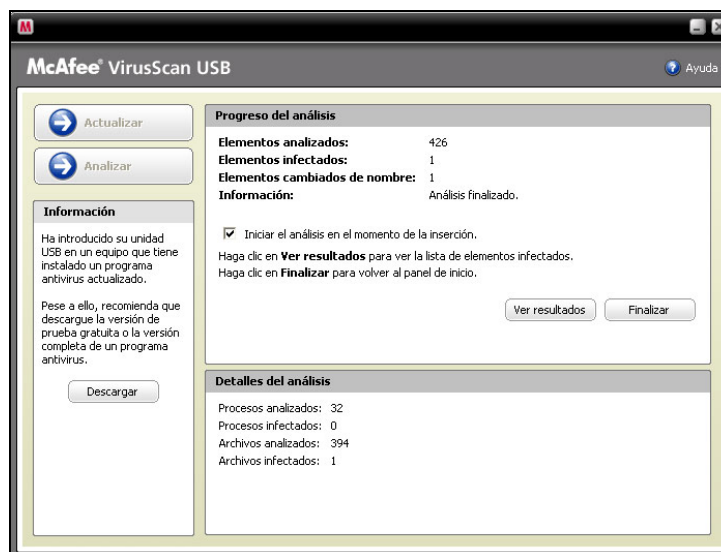 McAfee® VirusScan USB
Ayuda
Actualizar
Analizar
Información
Ha introducido su unidad
USB en un equipo que tiene
instalado un programa
antivirus actualizado.
Pese a ello, recomienda que
descargue la versión de
prueba gratuita o la versión
completa de un programa
antivirus.
Descargar
Progreso del análisis
Elementos analizados: 426
Elementos infectados: 1
Elementos cambiados de nombre: 1
Información: Análisis finalizado.
Iniciar el análisis en el momento de la inserción.
Haga clic en Ver resultados para ver la lista de elementos infectados.
Haga clic en Finalizar para volver al panel de inicio.
Ver resultados
Finalizar
Detalles del análisis
Procesos analizados: 32
Procesos infectados: 0
Archivos analizados: 394
Archivos infectados: 1